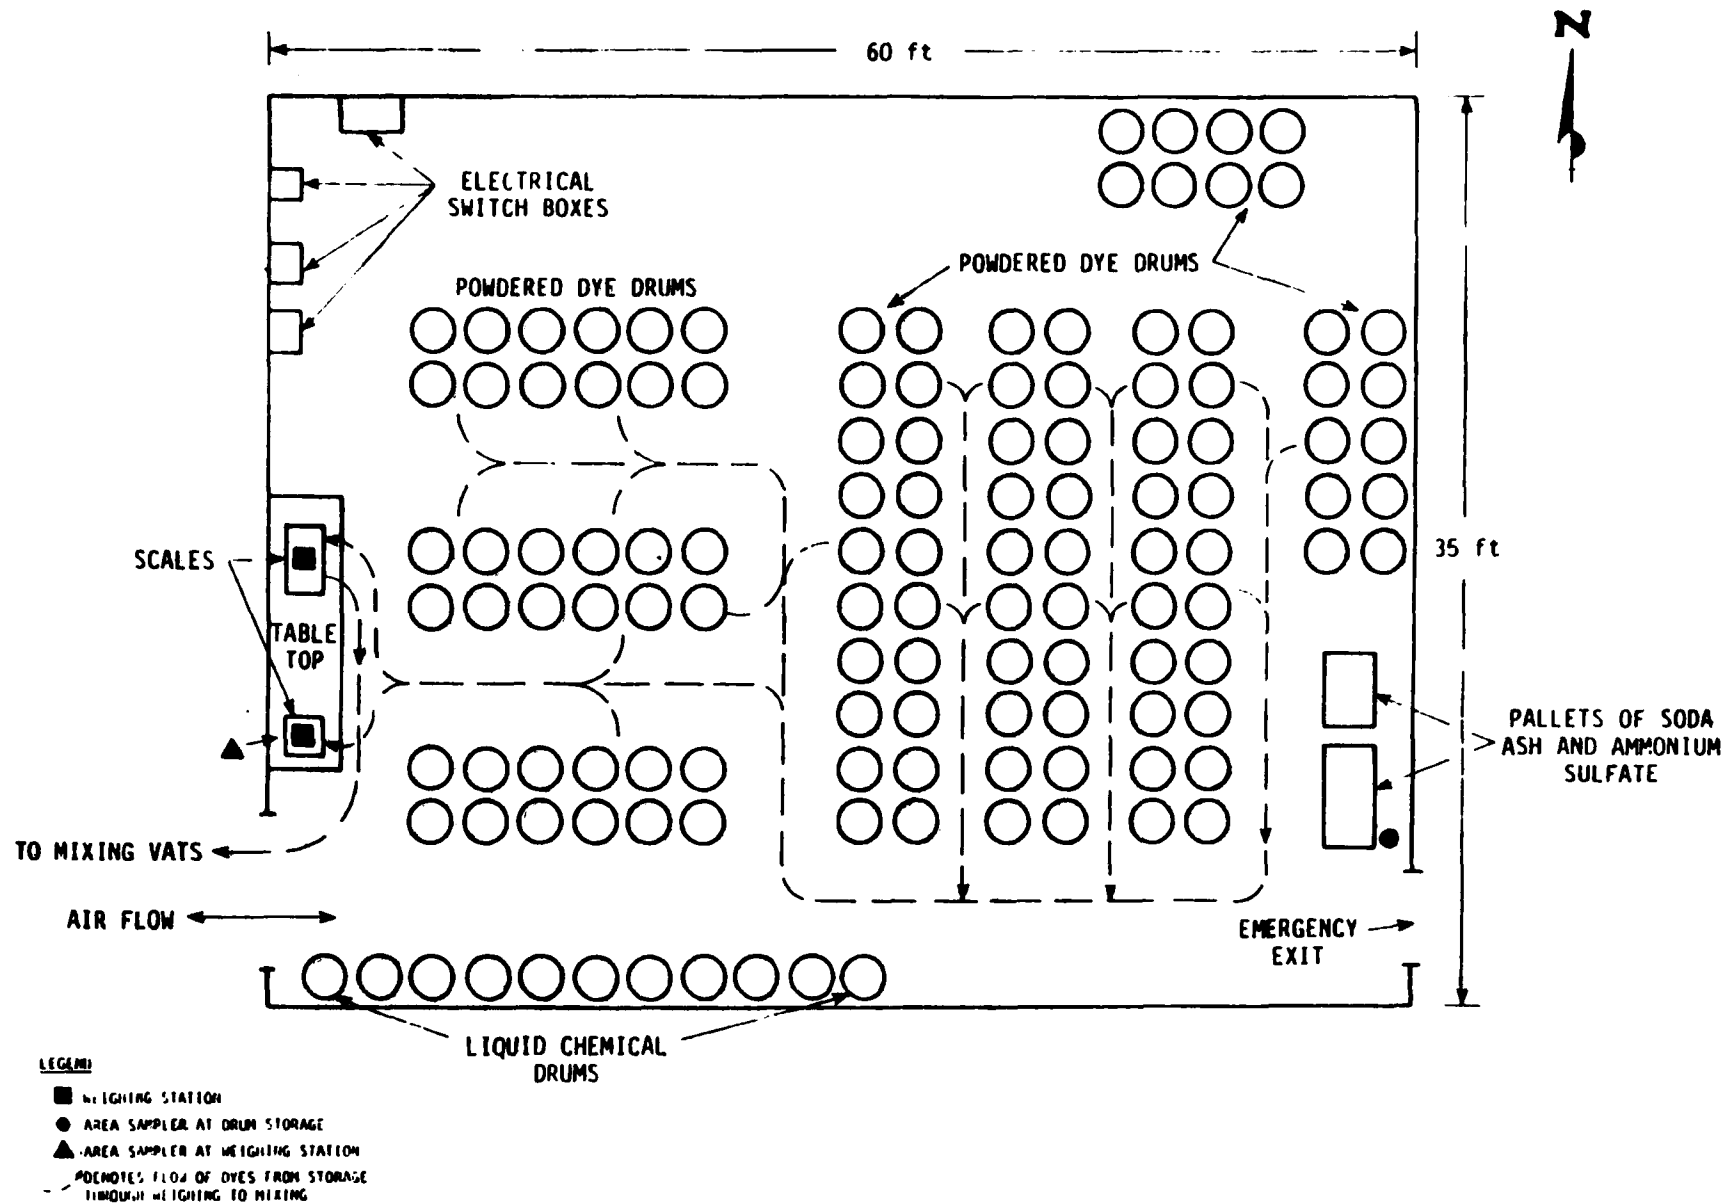 N
60 ft
ELECTRICAL
SWITCH BOXES
POWDERED DYE DRUMS
POWDERED DYE DRUMS
35 ft
SCALES
TABLE
TOP
PALLETS OF SODA
ASH AND AMMONIUM
SULFATE
TO MIXING VATS
AIR FLOW
EMERGENCY
EXIT
LIQUID CHEMICAL
DRUMS
LEGEND
WEIGHING STATION
AREA SAMPLER AT DRUM STORAGE
AREA SAMPLER AT WEIGHING STATION
DENOTES FLOW OF DYES FROM STORAGE
THROUGH WEIGHING TO MIXING